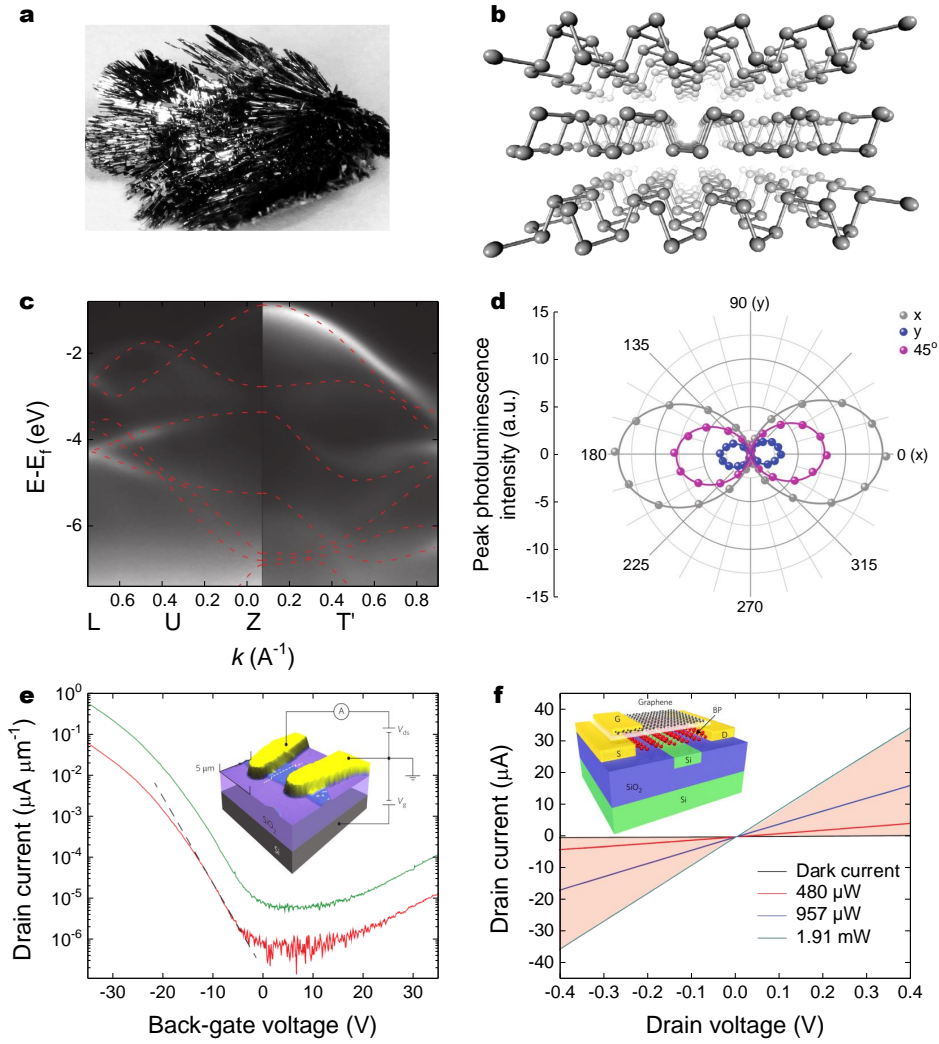 a
b
c
-2
-4
-6
E-E_f (eV)
0.6 0.4 0.2 0.0 0.2 0.4 0.6 0.8
L U Z T'
k (A⁻¹)
d
90 (y)
x
y
45°
135
180
0 (x)
225
315
270
15
10
5
0
-5
-10
-15
Peak photoluminescence
intensity (a.u.)
e
10⁰
10⁻¹
10⁻²
10⁻³
10⁻⁴
10⁻⁵
10⁻⁶
Drain current (μA μm⁻¹)
A
V_ds
5 μm
V_g
SiO₂
Si
-30 -20 -10 0 10 20 30
Back-gate voltage (V)
f
40
30
20
10
0
-10
-20
-30
-40
Drain current (μA)
Graphene
BP
G
S
D
Si
SiO₂
Si
Dark current
480 μW
957 μW
1.91 mW
-0.4 -0.3 -0.2 -0.1 0.0 0.1 0.2 0.3 0.4
Drain voltage (V)